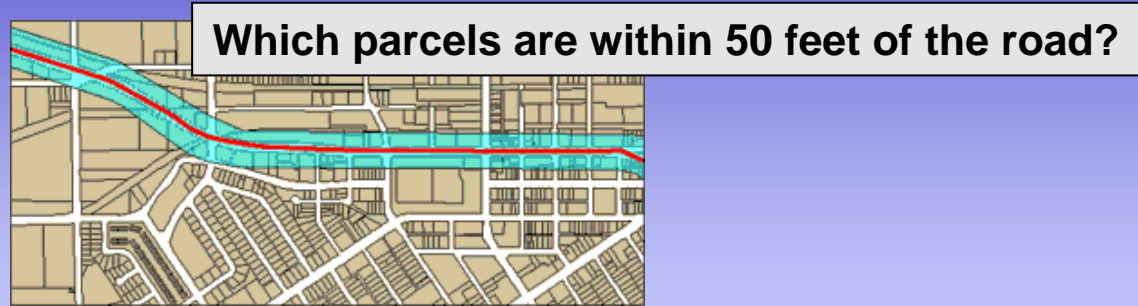 Which parcels are within 50 feet of the road?